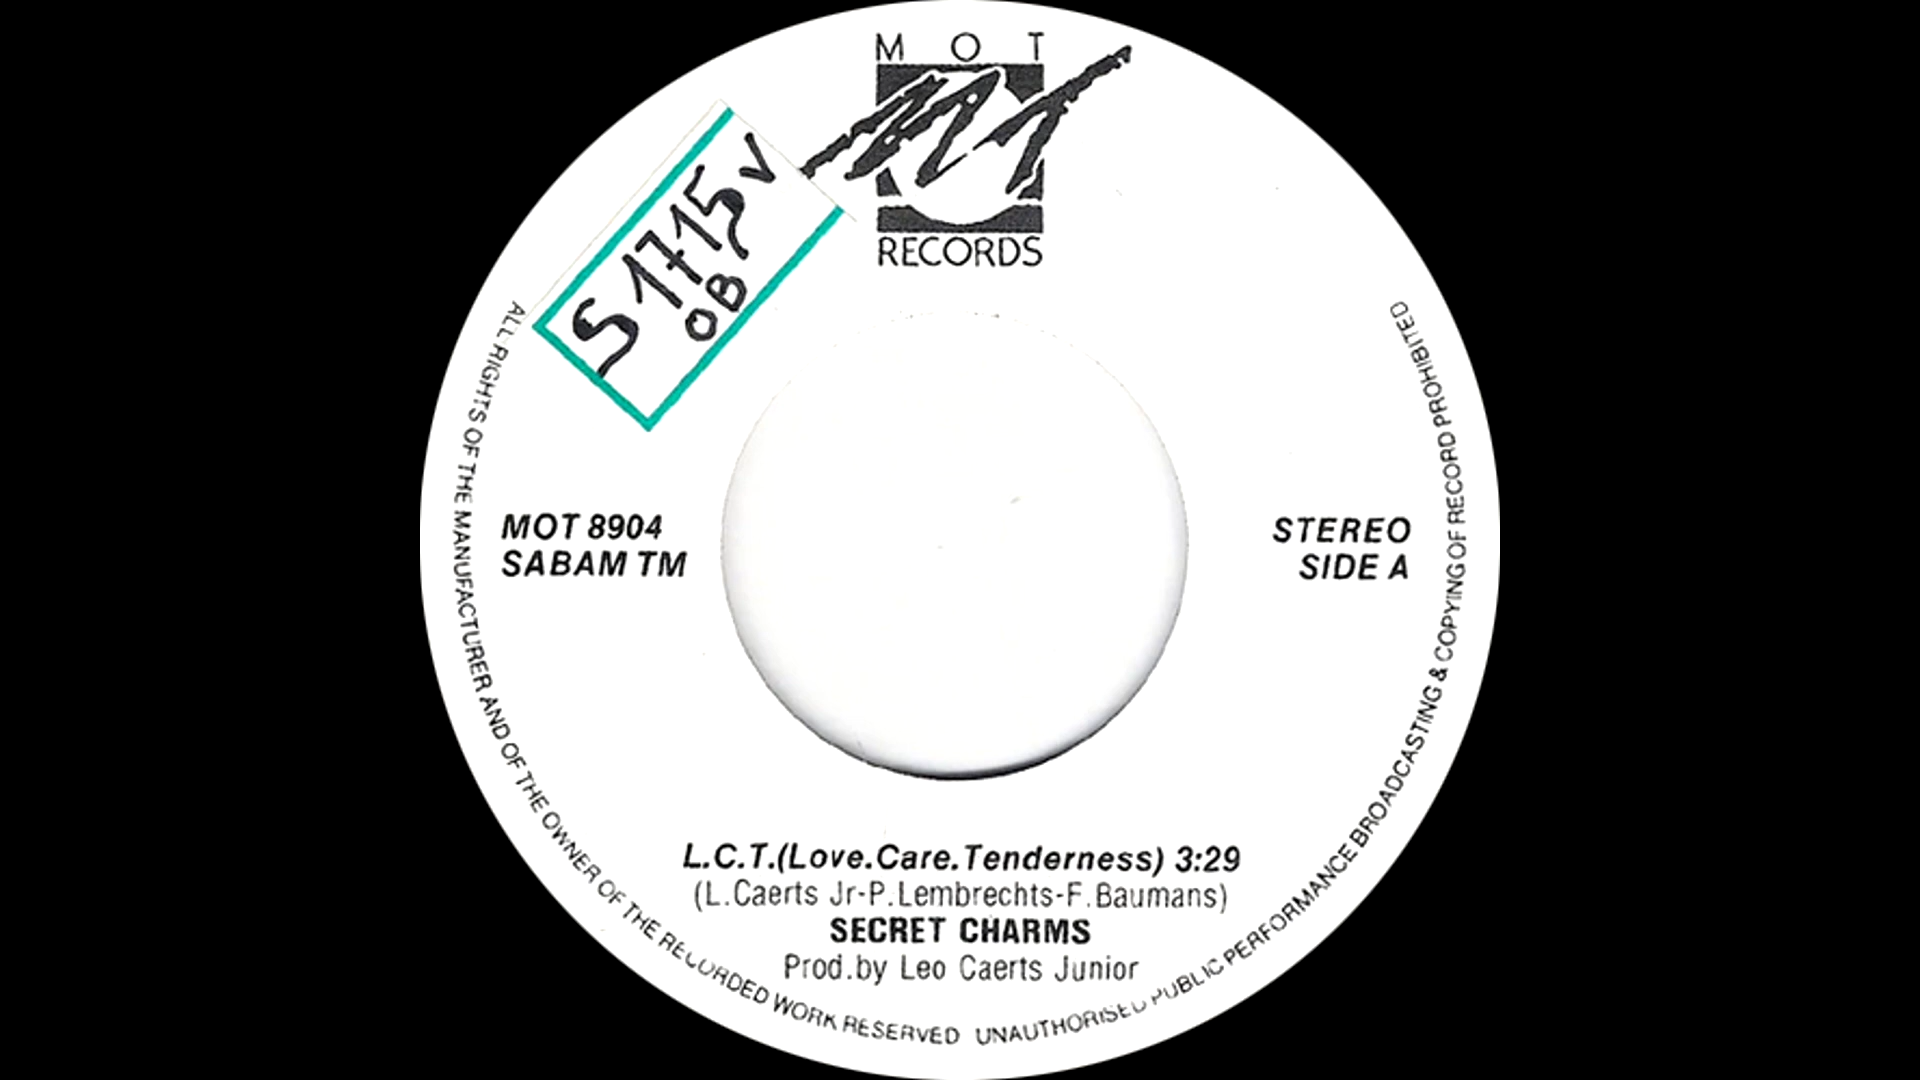 M O T
RECORDS
S 1715 V
OB
ALL RIGHTS OF THE MANUFACTURER AND OF THE OWNER OF THE RECORDED WORK RESERVED UNAUTHORISED PUBLIC PERFORMANCE BROADCASTING & COPYING OF RECORD PROHIBITED
MOT 8904
SABAM TM
STEREO
SIDE A
L.C.T.(Love.Care.Tenderness) 3:29
(L.Caerts Jr-P.Lembrechts-F.Baumans)
SECRET CHARMS
Prod.by Leo Caerts Junior